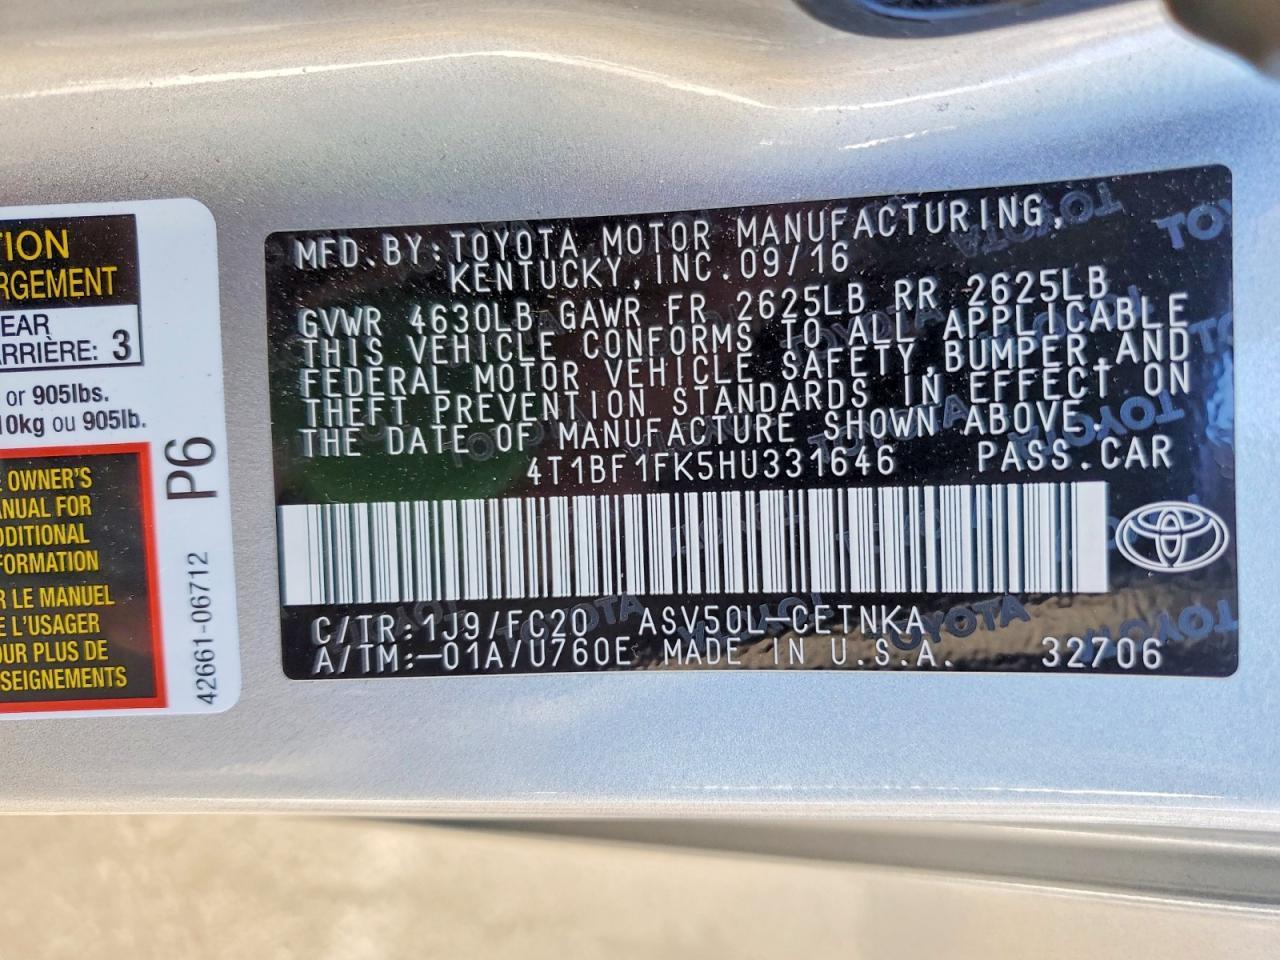 TION
RGEMENT
EAR
ARRIÈRE: 3
or 905lbs.
10kg ou 905lb.
OWNER'S
ANUAL FOR
DDITIONAL
FORMATION
LE MANUEL
L'USAGER
PLUS DE
SEIGNEMENTS
P6
42661-06712
MFD.BY:TOYOTA MOTOR MANUFACTURING,
KENTUCKY, INC.09/16
GVWR 4630LB GAWR FR 2625LB RR 2625LB
THIS VEHICLE CONFORMS TO ALL APPLICABLE
FEDERAL MOTOR VEHICLE SAFETY,BUMPER,AND
THEFT PREVENTION STANDARDS IN EFFECT ON
THE DATE OF MANUFACTURE SHOWN ABOVE.
4T1BF1FK5HU331646 PASS.CAR
C/TR:1J9/FC20 ASV50L-CETNKA
A/TM:-01A/U760E MADE IN U.S.A. 32706